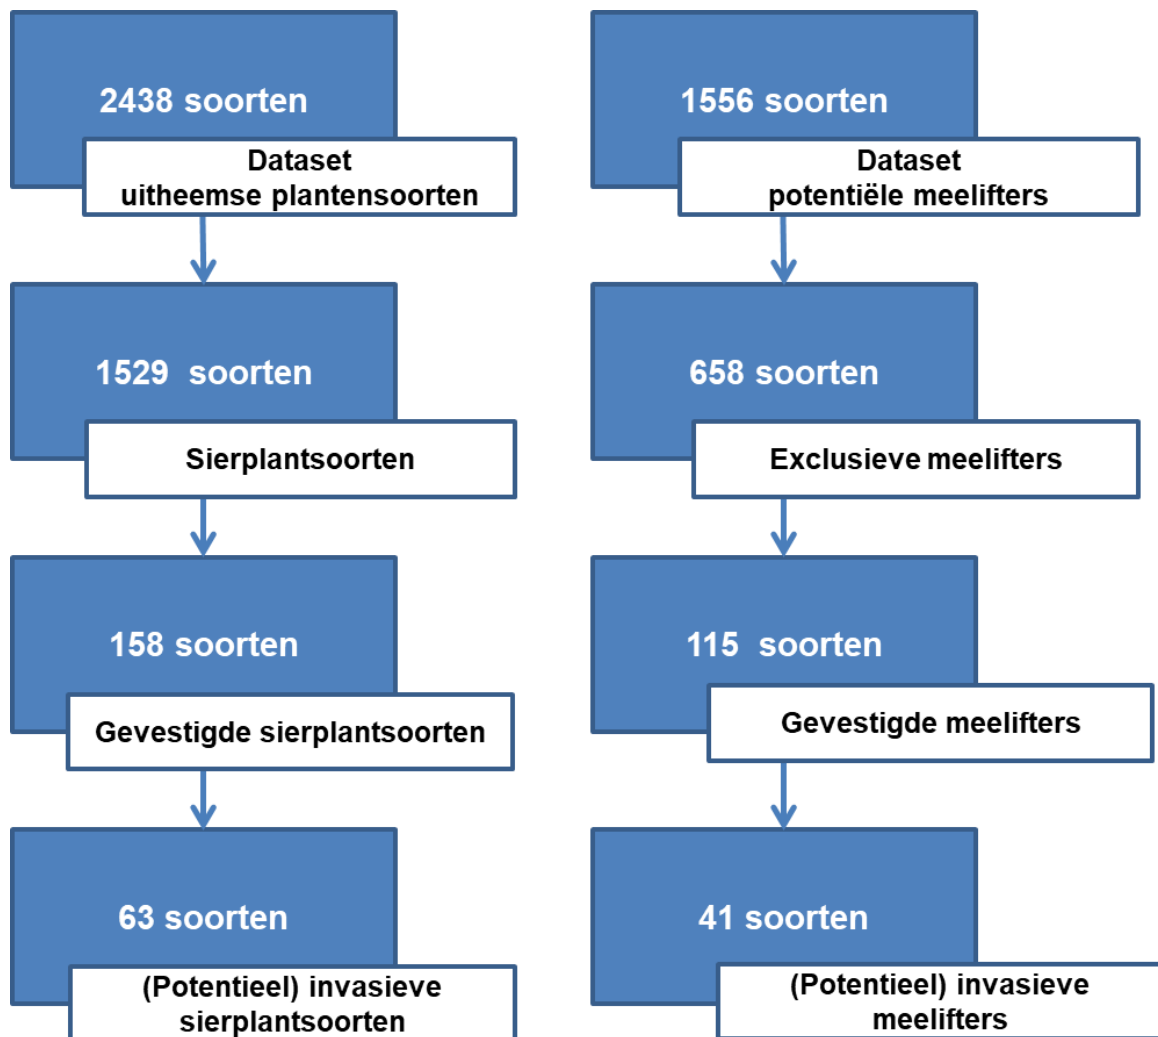 2438 soorten
Dataset
uitheemse plantensoorten
1529 soorten
Sierplantsoorten
158 soorten
Gevestigde sierplantsoorten
63 soorten
(Potentieel) invasieve
sierplantsoorten
1556 soorten
Dataset
potentiële meelifters
658 soorten
Exclusieve meelifters
115 soorten
Gevestigde meelifters
41 soorten
(Potentieel) invasieve
meelifters